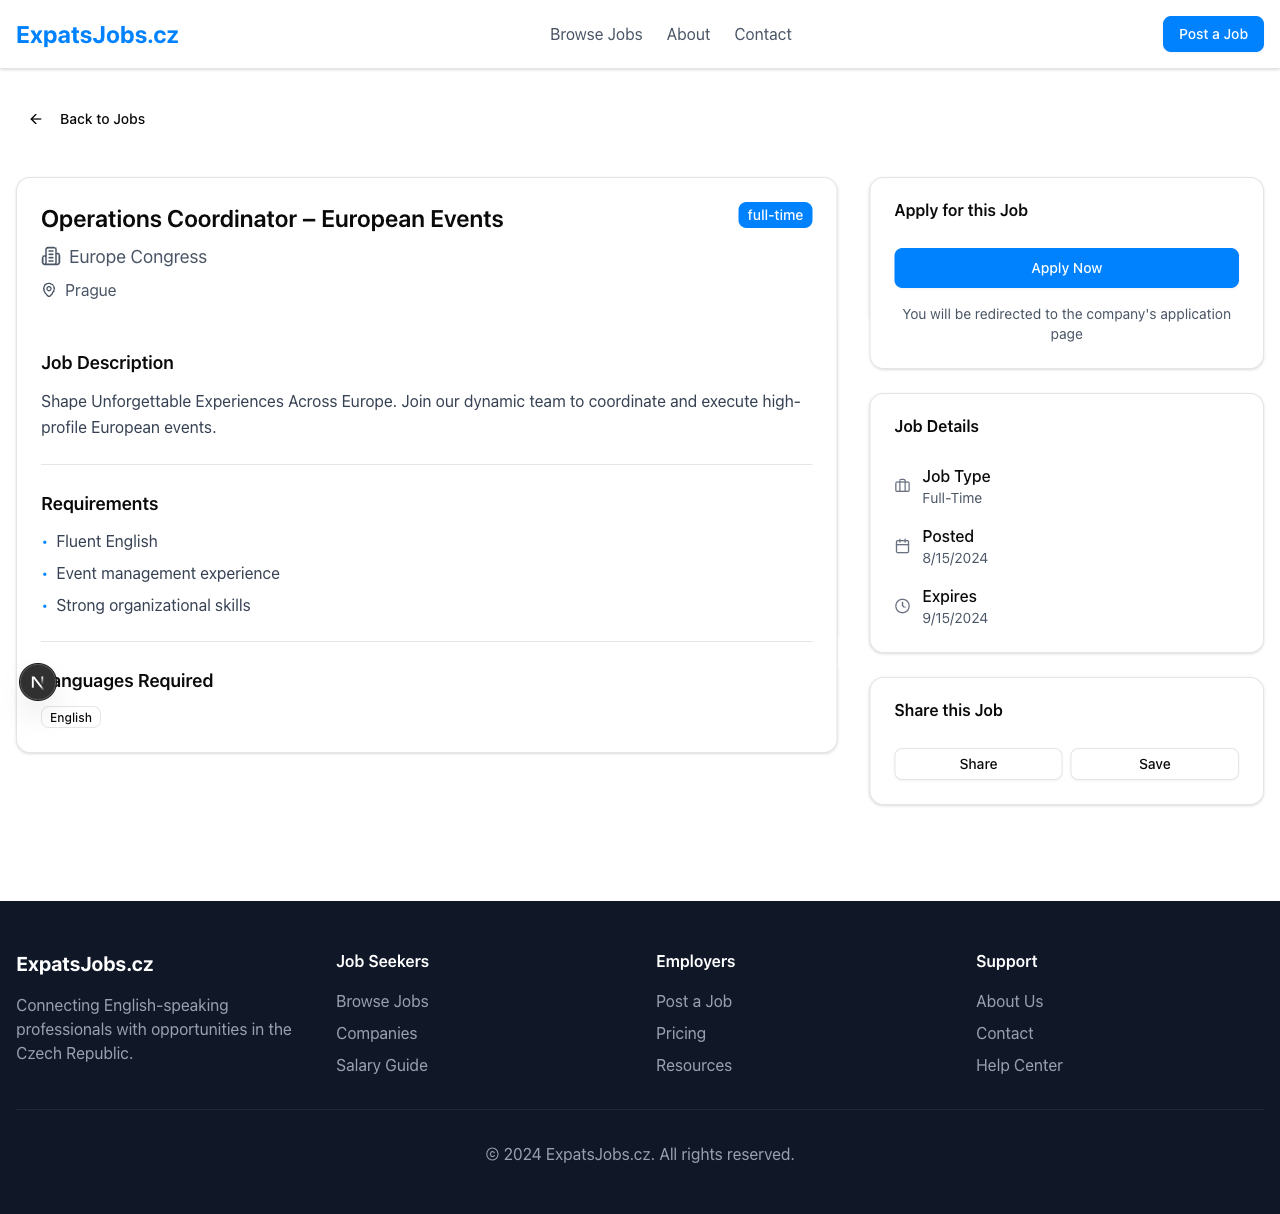 ExpatsJobs.cz
Browse Jobs
About
Contact
Post a Job
Back to Jobs
Operations Coordinator – European Events
full-time
Europe Congress
Prague
Job Description
Shape Unforgettable Experiences Across Europe. Join our dynamic team to coordinate and execute high-
profile European events.
Requirements
• Fluent English
• Event management experience
• Strong organizational skills
anguages Required
N
English
Apply for this Job
Apply Now
You will be redirected to the company's application
page
Job Details
Job Type
Full-Time
Posted
8/15/2024
Expires
9/15/2024
Share this Job
Share
Save
ExpatsJobs.cz
Connecting English-speaking
professionals with opportunities in the
Czech Republic.
Job Seekers
Browse Jobs
Companies
Salary Guide
Employers
Post a Job
Pricing
Resources
Support
About Us
Contact
Help Center
© 2024 ExpatsJobs.cz. All rights reserved.